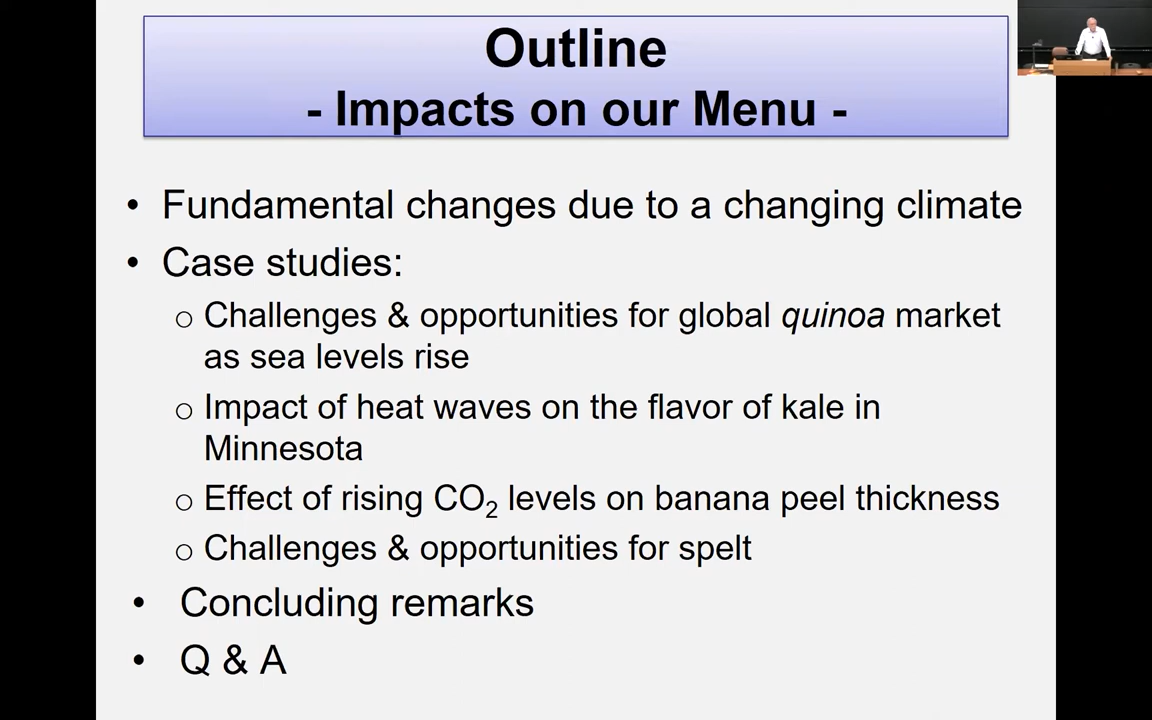 Outline
- Impacts on our Menu -
• Fundamental changes due to a changing climate
• Case studies:
o Challenges & opportunities for global quinoa market
as sea levels rise
o Impact of heat waves on the flavor of kale in
Minnesota
o Effect of rising CO₂ levels on banana peel thickness
o Challenges & opportunities for spelt
• Concluding remarks
• Q & A